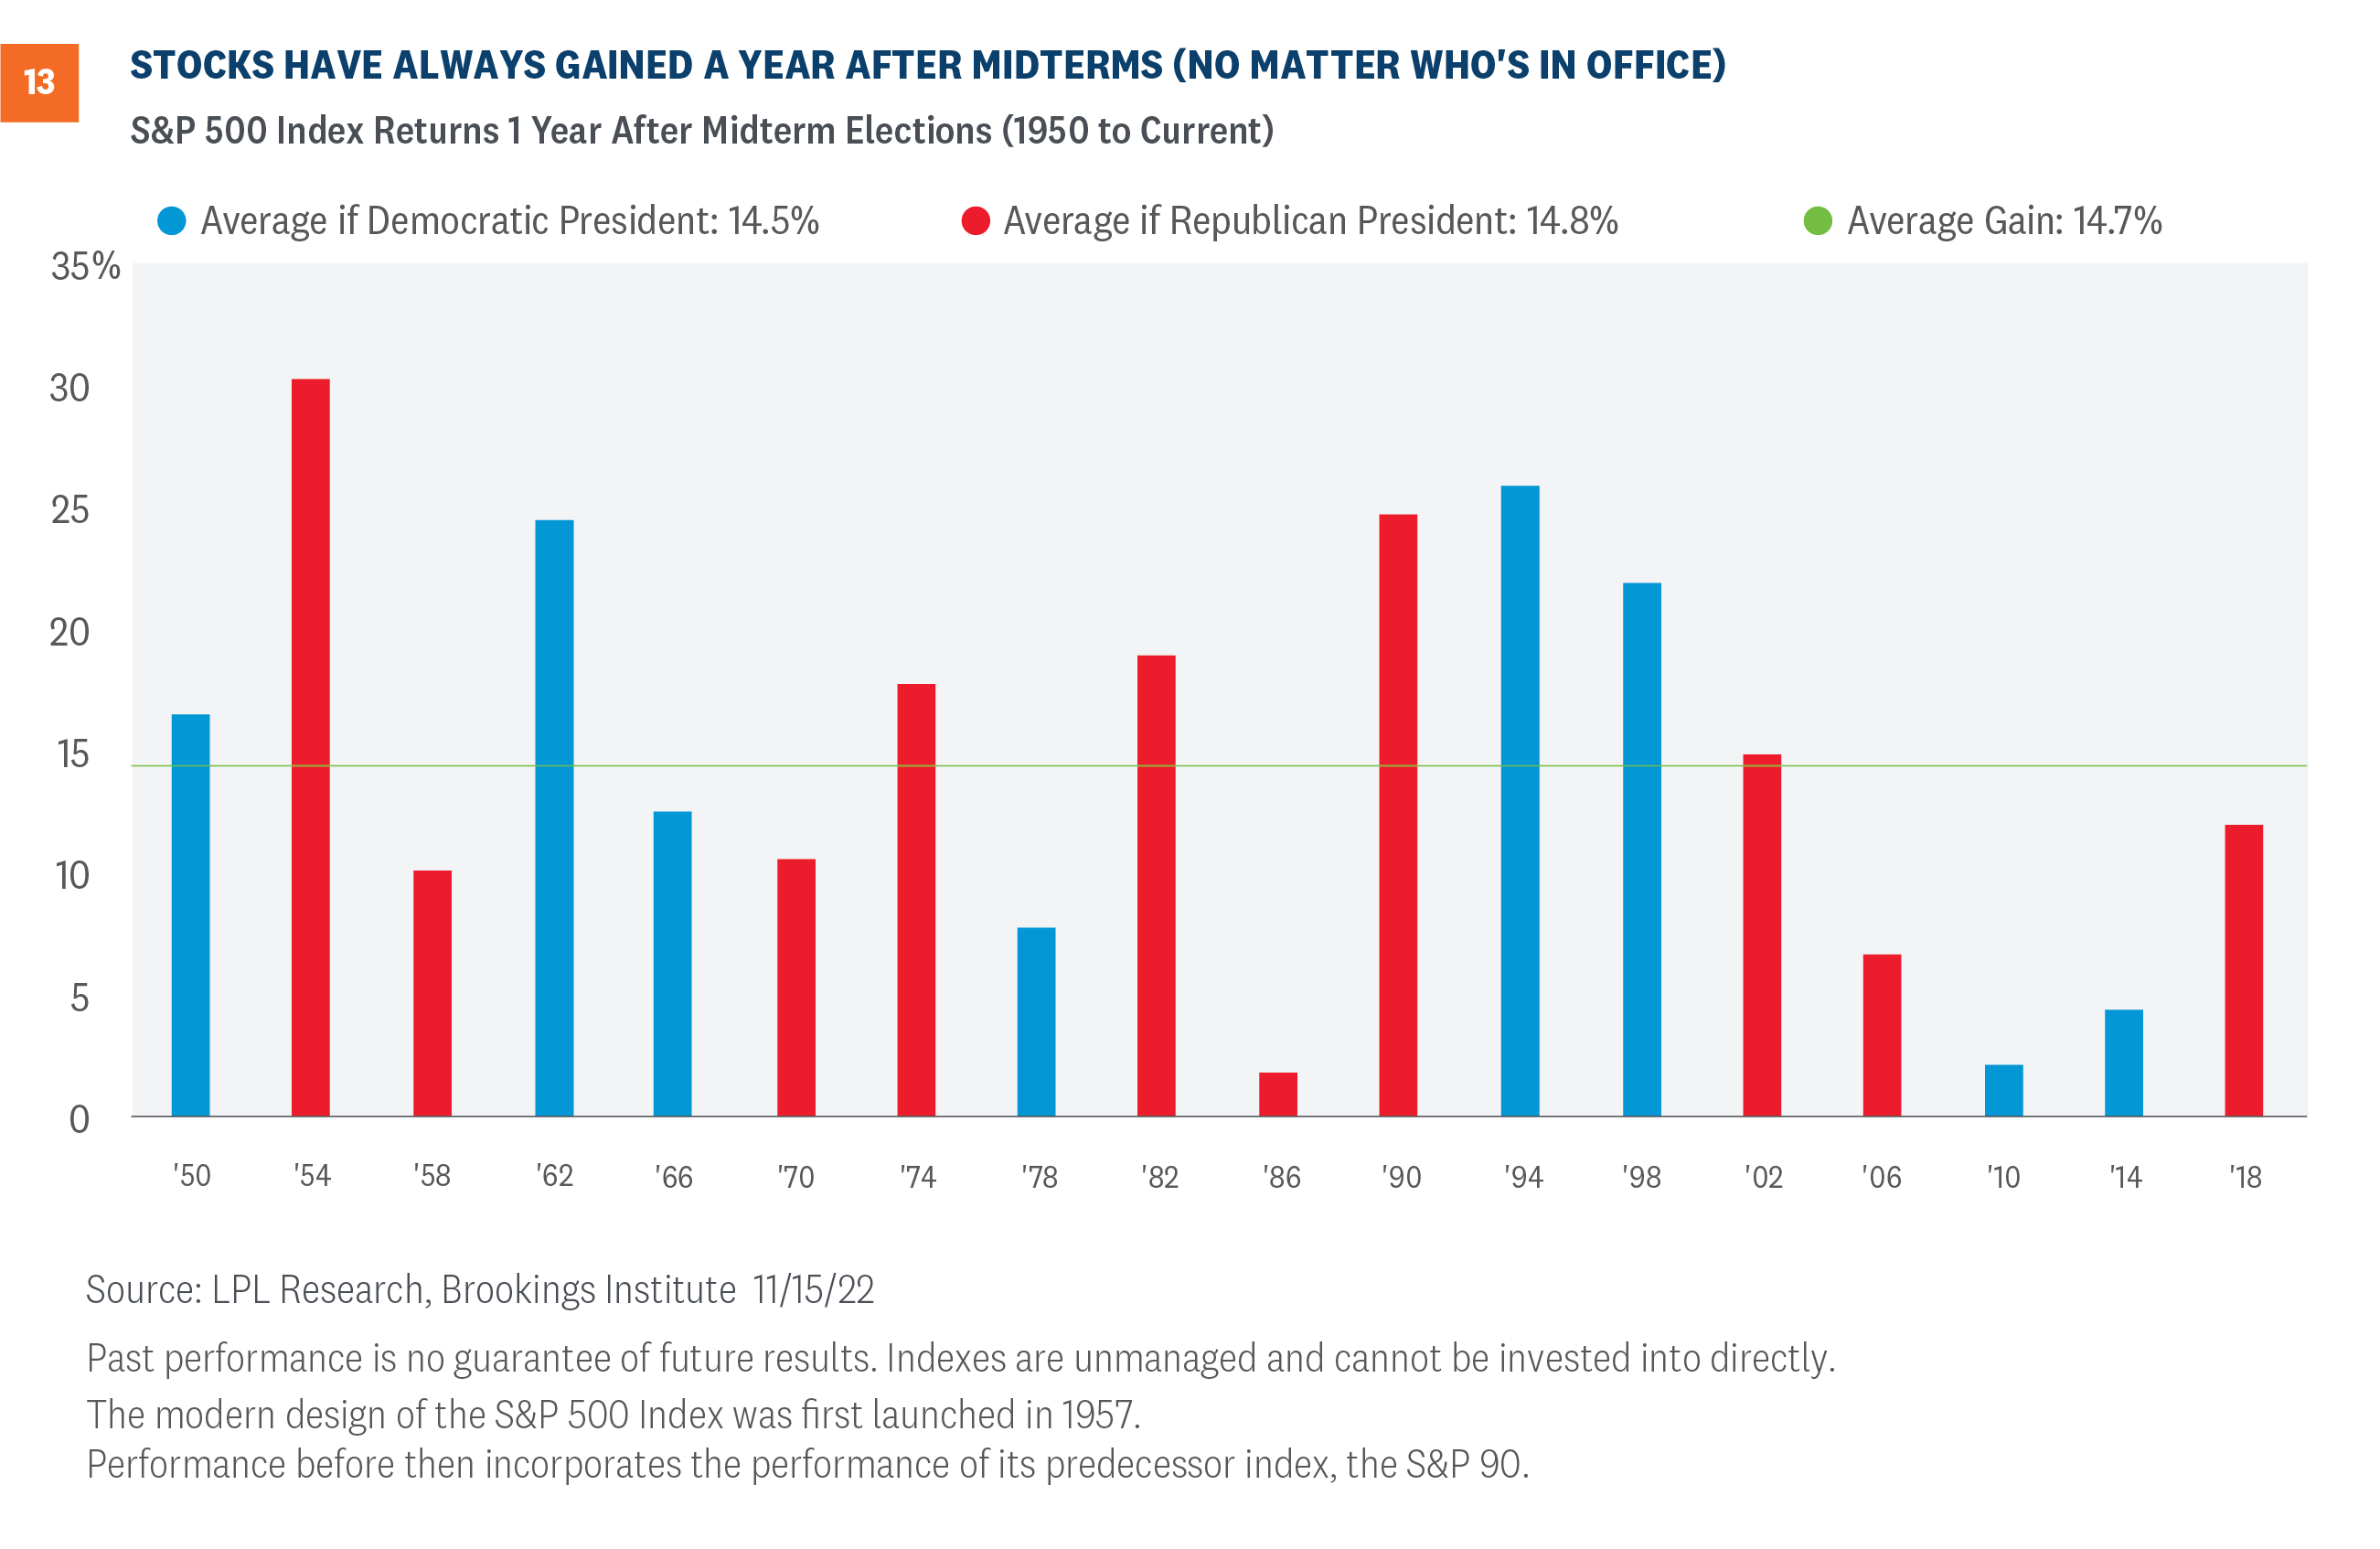 13
STOCKS HAVE ALWAYS GAINED A YEAR AFTER MIDTERMS (NO MATTER WHO'S IN OFFICE)
S&P 500 Index Returns 1 Year After Midterm Elections (1950 to Current)
Average if Democratic President: 14.5% Average if Republican President: 14.8% Average Gain: 14.7%
35%
30
25
20
15
10
5
0
'50 '54 '58 '62 '66 '70 '74 '78 '82 '86 '90 '94 '98 '02 '06 '10 '14 '18
Source: LPL Research, Brookings Institute 11/15/22
Past performance is no guarantee of future results. Indexes are unmanaged and cannot be invested into directly.
The modern design of the S&P 500 Index was first launched in 1957.
Performance before then incorporates the performance of its predecessor index, the S&P 90.